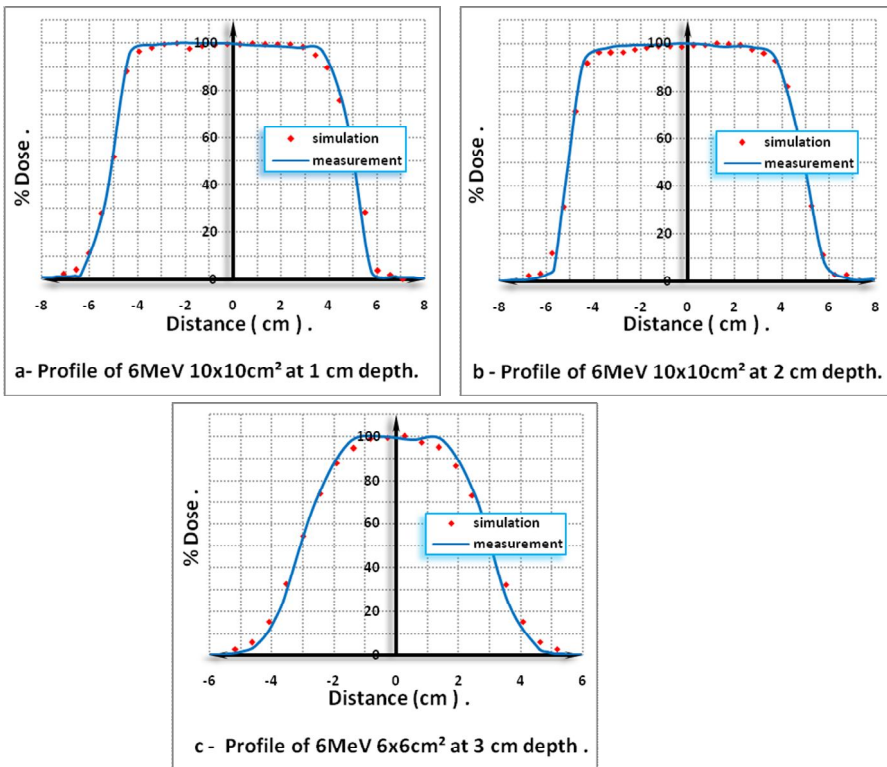 100
80
60
40
20
0
% Dose .
simulation
measurement
-8 -6 -4 -2 0 2 4 6 8
Distance ( cm ) .
a- Profile of 6MeV 10x10cm² at 1 cm depth.
100
80
60
40
20
0
% Dose .
simulation
measurement
-8 -6 -4 -2 0 2 4 6 8
Distance ( cm ) .
b - Profile of 6MeV 10x10cm² at 2 cm depth.
100
80
60
40
20
0
% Dose .
simulation
measurement
-6 -4 -2 0 2 4 6
Distance (cm ) .
c - Profile of 6MeV 6x6cm² at 3 cm depth .